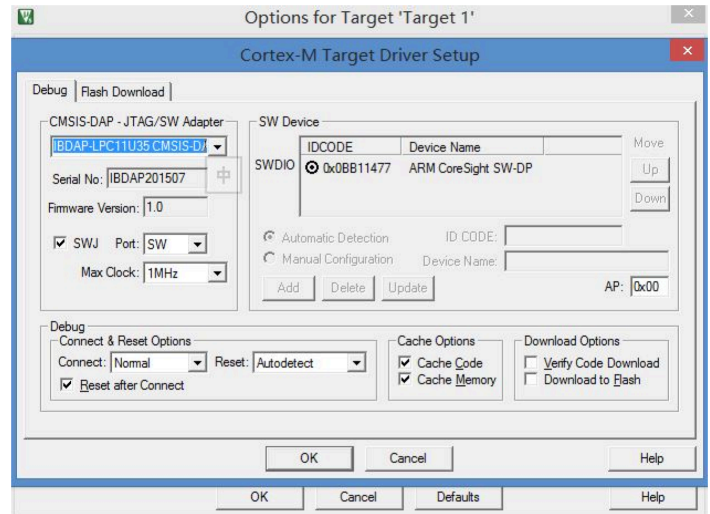 Options for Target 'Target 1'
Cortex-M Target Driver Setup
Debug
Flash Download
CMSIS-DAP - JTAG/SW Adapter
IBDAP-LPC11U35 CMSIS-DA
Serial No: IBDAP201507
中
Firmware Version: 1.0
SWJ Port: SW
Max Clock: 1MHz
SW Device
IDCODE Device Name
SWDIO 0x0BB11477 ARM CoreSight SW-DP
Move
Up
Down
Automatic Detection ID CODE:
Manual Configuration Device Name:
Add Delete Update AP: 0x00
Debug
Connect & Reset Options
Connect: Normal Reset: Autodetect
Reset after Connect
Cache Options
Cache Code
Cache Memory
Download Options
Verify Code Download
Download to Flash
OK Cancel Help
OK Cancel Defaults Help